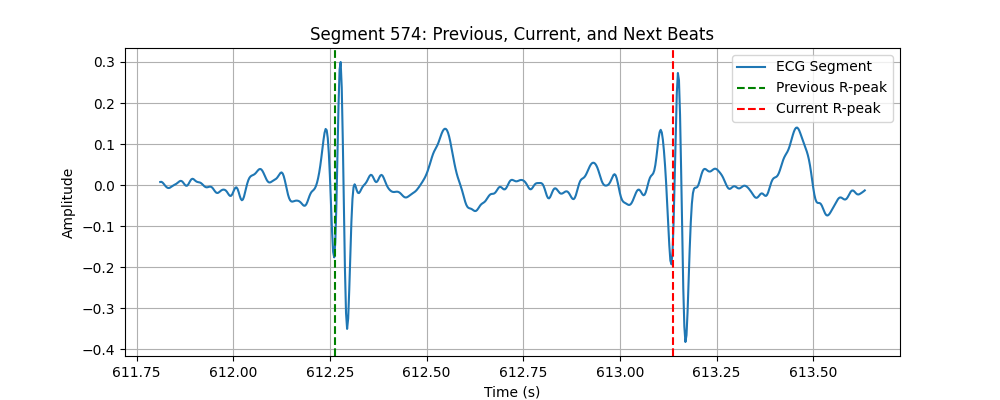 Segment 574: Previous, Current, and Next Beats
ECG Segment
Previous R-peak
Current R-peak
Amplitude
0.3
0.2
0.1
0.0
−0.1
−0.2
−0.3
−0.4
611.75 612.00 612.25 612.50 612.75 613.00 613.25 613.50
Time (s)